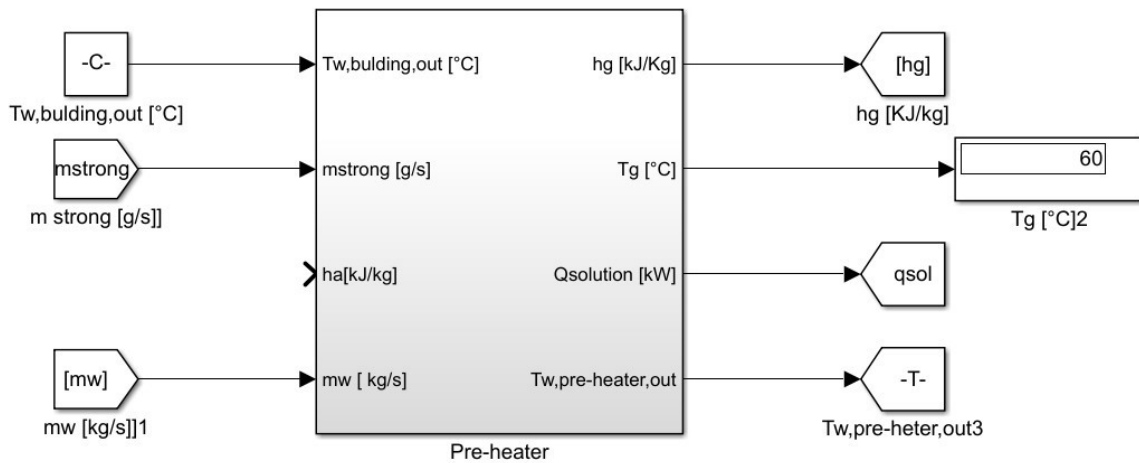 -C-
Tw,bulding,out [°C]
mstrong
m strong [g/s]]
[mw]
mw [kg/s]]1
Tw,bulding,out [°C]
mstrong [g/s]
ha[kJ/kg]
mw [ kg/s]
hg [kJ/Kg]
Tg [°C]
Qsolution [kW]
Tw,pre-heater,out
Pre-heater
[hg]
hg [KJ/kg]
60
Tg [°C]2
qsol
-T-
Tw,pre-heter,out3